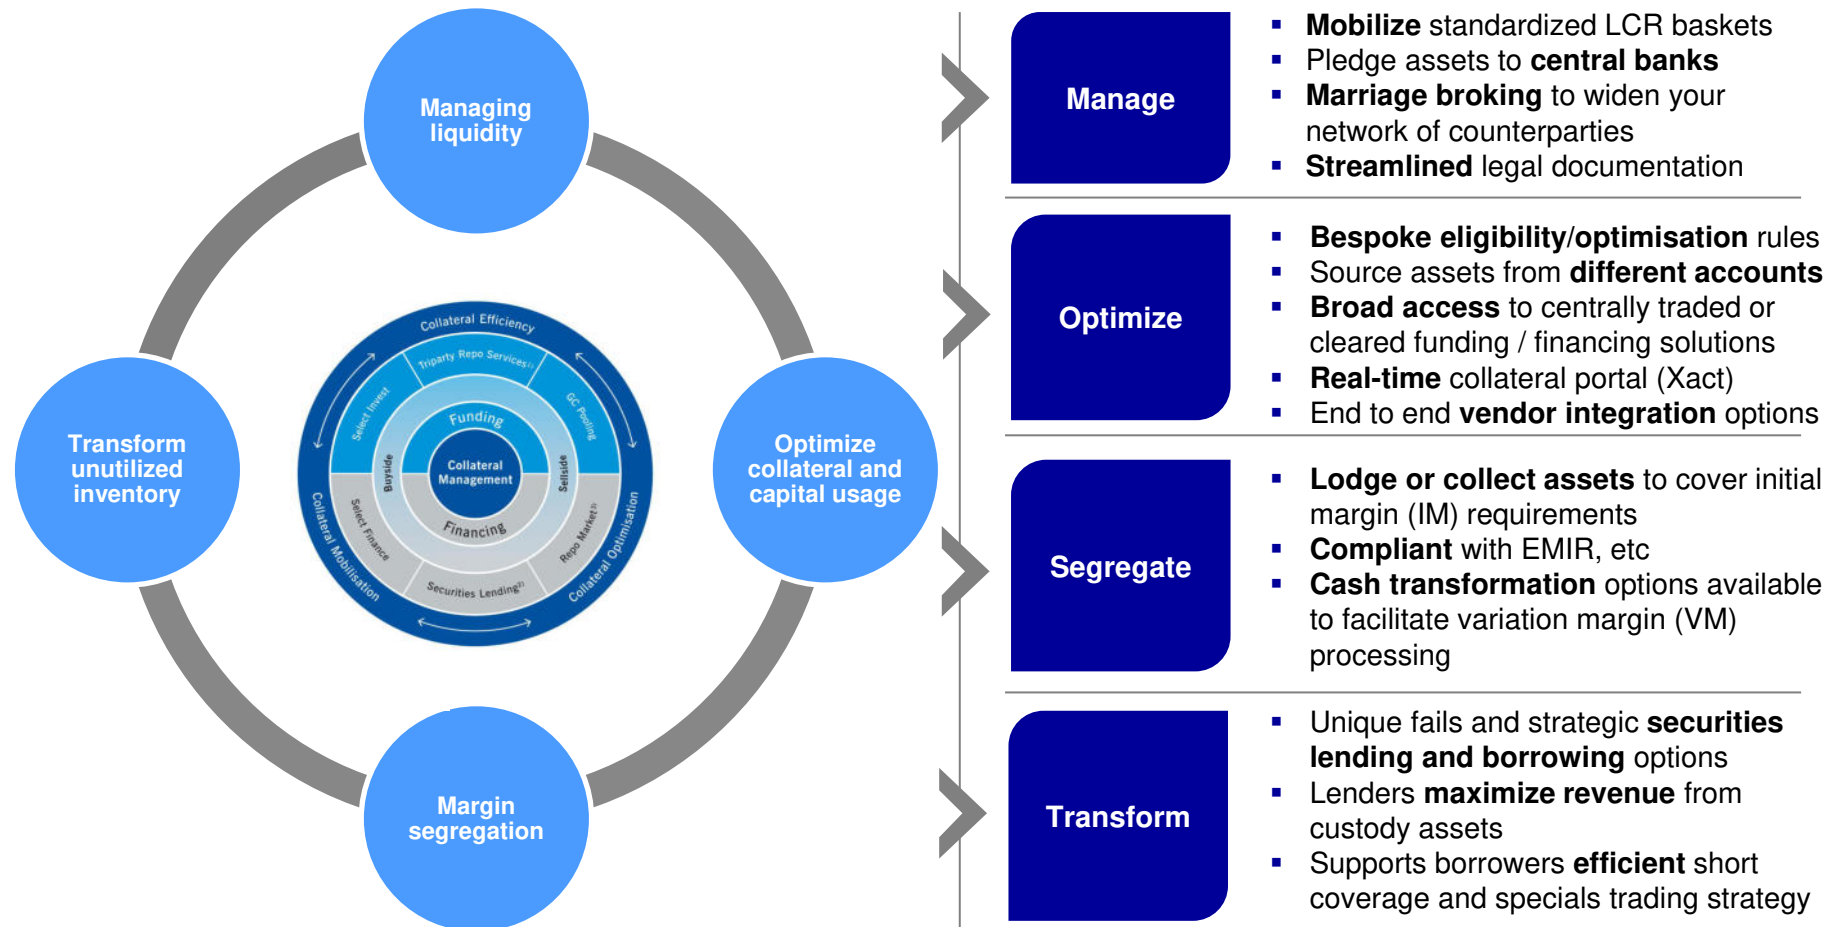 Managing
liquidity
Transform
unutilized
inventory
Optimize
collateral and
capital usage
Margin
segregation
Collateral Efficiency
Triparty Repo Services¹⁾
Select Invest
GC Pooling
Funding
Buyside
Collateral
Management
Sellside
Financing
Select Finance
Repo Market³⁾
Securities Lending²⁾
Collateral Mobilisation
Collateral Optimisation
Manage
▪ Mobilize standardized LCR baskets
▪ Pledge assets to central banks
▪ Marriage broking to widen your
network of counterparties
▪ Streamlined legal documentation
Optimize
▪ Bespoke eligibility/optimisation rules
▪ Source assets from different accounts
▪ Broad access to centrally traded or
cleared funding / financing solutions
▪ Real-time collateral portal (Xact)
▪ End to end vendor integration options
Segregate
▪ Lodge or collect assets to cover initial
margin (IM) requirements
▪ Compliant with EMIR, etc
▪ Cash transformation options available
to facilitate variation margin (VM)
processing
Transform
▪ Unique fails and strategic securities
lending and borrowing options
▪ Lenders maximize revenue from
custody assets
▪ Supports borrowers efficient short
coverage and specials trading strategy